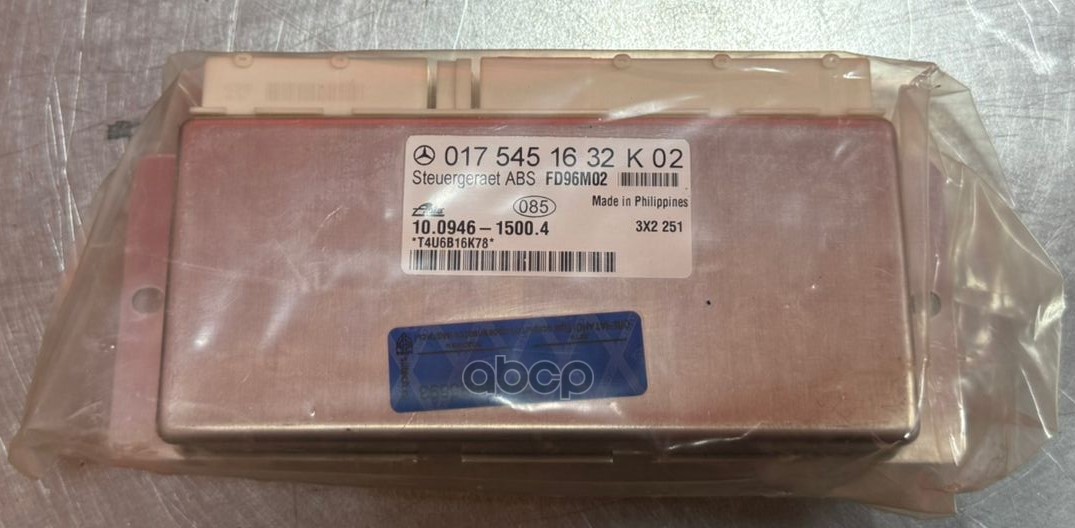 017 545 16 32 K 02
Steuergeraet ABS FD96M02
085
Made in Philippines
10.0946-1500.4
3X2 251
*T4U6B16K78*
abcp